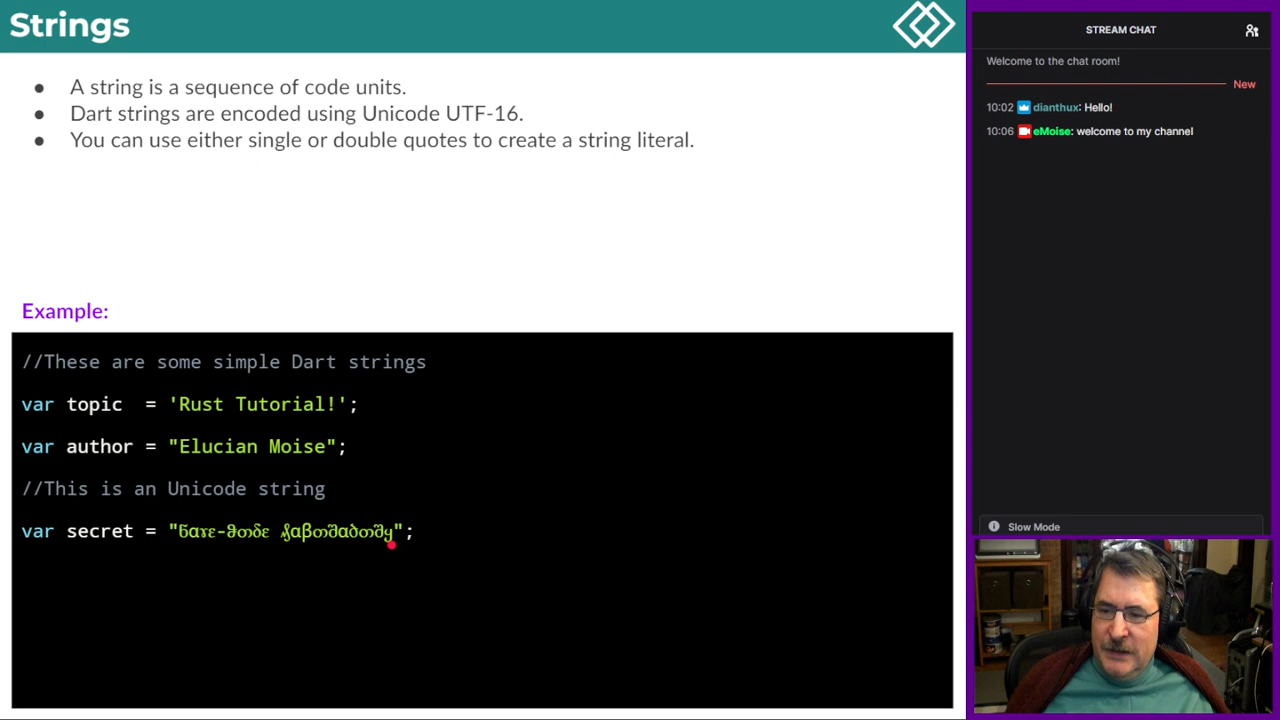 Strings
A string is a sequence of code units.
Dart strings are encoded using Unicode UTF-16.
You can use either single or double quotes to create a string literal.
Example:
//These are some simple Dart strings
var topic  = 'Rust Tutorial!';
var author = "Elucian Moise";
//This is an Unicode string
var secret =
STREAM CHAT
Welcome to the chat room!
New
10:02 dianthux: Hello!
10:06 eMoise: welcome to my channel
Slow Mode